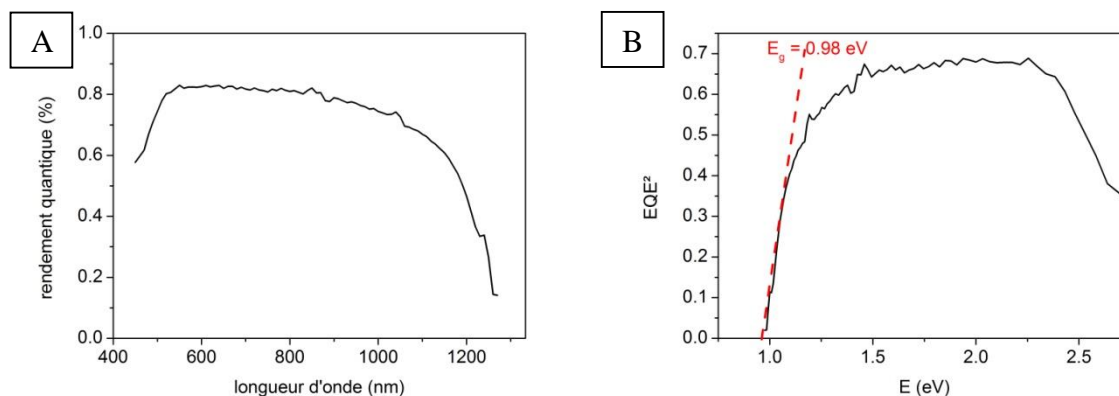 A
1.0
0.8
0.6
0.4
0.2
0.0
rendement quantique (%)
400 600 800 1000 1200
longueur d'onde (nm)
B
E_g = 0.98 eV
0.7
0.6
0.5
0.4
0.3
0.2
0.1
0.0
EQE²
1.0 1.5 2.0 2.5
E (eV)